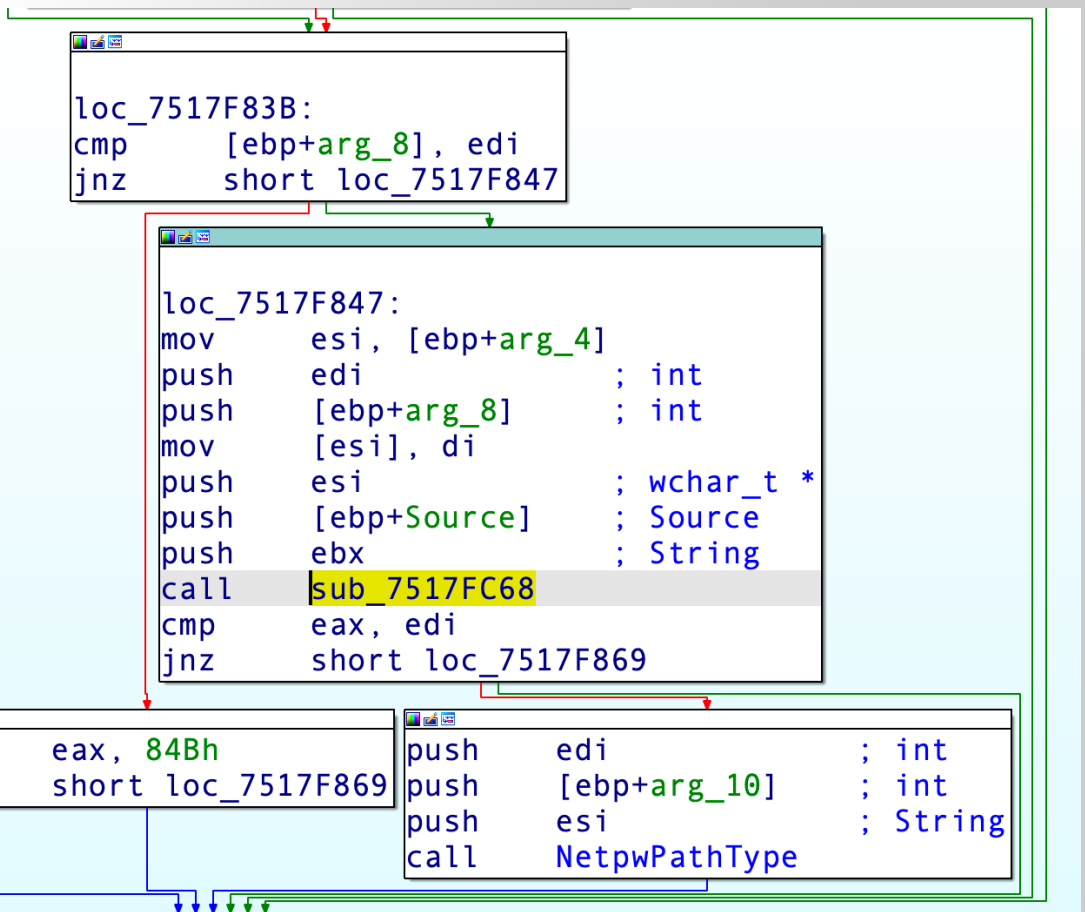 loc_7517F83B:
cmp [ebp+arg_8], edi
jnz short loc_7517F847
loc_7517F847:
mov esi, [ebp+arg_4]
push edi ; int
push [ebp+arg_8] ; int
mov [esi], di
push esi ; wchar_t *
push [ebp+Source] ; Source
push ebx ; String
call sub_7517FC68
cmp eax, edi
jnz short loc_7517F869
eax, 84Bh
short loc_7517F869
push edi ; int
push [ebp+arg_10] ; int
push esi ; String
call NetpwPathType